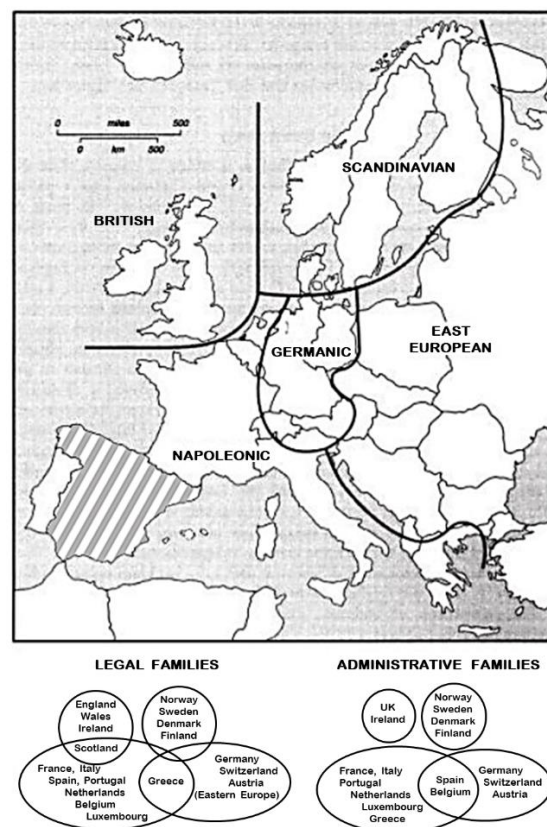 500
0
500
miles
km
0
500
SCANDINAVIAN
BRITISH
EAST
EUROPEAN
GERMANIC
NAPOLEONIC
LEGAL FAMILIES
England
Wales
Ireland
Scotland
Norway
Sweden
Denmark
Finland
France, Italy
Spain, Portugal
Netherlands
Belgium
Luxembourg
Greece
Germany
Switzerland
Austria
(Eastern Europe)
ADMINISTRATIVE FAMILIES
UK
Ireland
Norway
Sweden
Denmark
Finland
France, Italy
Portugal
Netherlands
Luxembourg
Greece
Spain
Belgium
Germany
Switzerland
Austria